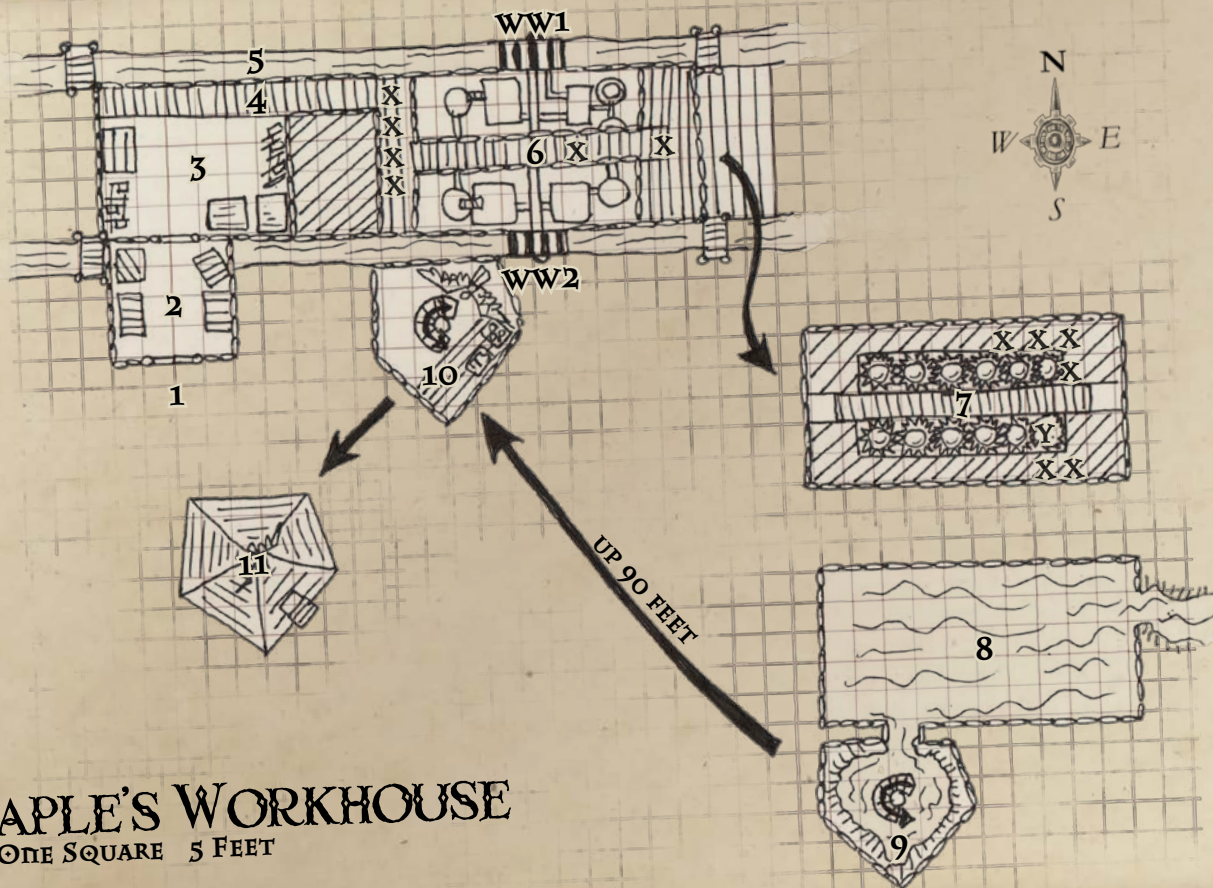 WW1
5
N
4
X
X
W
E
6
X
X
3
X
X
S
WW2
2
10
1
X X X
X
7
Y
X X
11
UP 90 FEET
8
APLE'S WORKHOUSE
ONE SQUARE 5 FEET
9